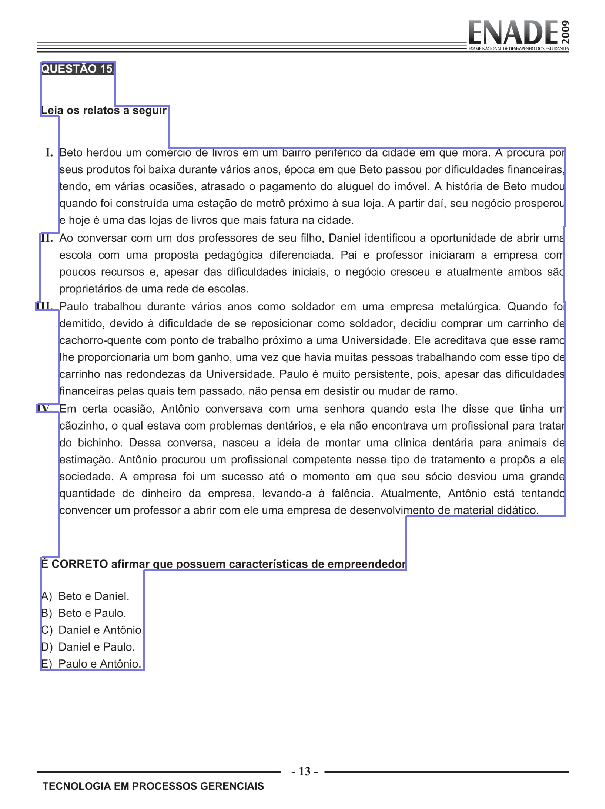 ENADE 2009
EXAME NACIONAL DE DESEMPENHO DOS ESTUDANTES
QUESTÃO 15
Leia os relatos a seguir
I. Beto herdou um comércio de livros em um bairro periférico da cidade em que mora. A procura por
seus produtos foi baixa durante vários anos, época em que Beto passou por dificuldades financeiras,
tendo, em várias ocasiões, atrasado o pagamento do aluguel do imóvel. A história de Beto mudou
quando foi construída uma estação de metrô próximo à sua loja. A partir daí, seu negócio prosperou
e hoje é uma das lojas de livros que mais fatura na cidade.
II. Ao conversar com um dos professores de seu filho, Daniel identificou a oportunidade de abrir uma
escola com uma proposta pedagógica diferenciada. Pai e professor iniciaram a empresa com
poucos recursos e, apesar das dificuldades iniciais, o negócio cresceu e atualmente ambos são
proprietários de uma rede de escolas.
III. Paulo trabalhou durante vários anos como soldador em uma empresa metalúrgica. Quando foi
demitido, devido à dificuldade de se reposicionar como soldador, decidiu comprar um carrinho de
cachorro-quente com ponto de trabalho próximo a uma Universidade. Ele acreditava que esse ramo
lhe proporcionaria um bom ganho, uma vez que havia muitas pessoas trabalhando com esse tipo de
carrinho nas redondezas da Universidade. Paulo é muito persistente, pois, apesar das dificuldades
financeiras pelas quais tem passado, não pensa em desistir ou mudar de ramo.
IV. Em certa ocasião, Antônio conversava com uma senhora quando esta lhe disse que tinha um
cãozinho, o qual estava com problemas dentários, e ela não encontrava um profissional para tratar
do bichinho. Dessa conversa, nasceu a ideia de montar uma clínica dentária para animais de
estimação. Antônio procurou um profissional competente nesse tipo de tratamento e propôs a ele
sociedade. A empresa foi um sucesso até o momento em que seu sócio desviou uma grande
quantidade de dinheiro da empresa, levando-a à falência. Atualmente, Antônio está tentando
convencer um professor a abrir com ele uma empresa de desenvolvimento de material didático.
É CORRETO afirmar que possuem características de empreendedor
A) Beto e Daniel.
B) Beto e Paulo.
C) Daniel e Antônio
D) Daniel e Paulo.
E) Paulo e Antônio.
- 13 -
TECNOLOGIA EM PROCESSOS GERENCIAIS